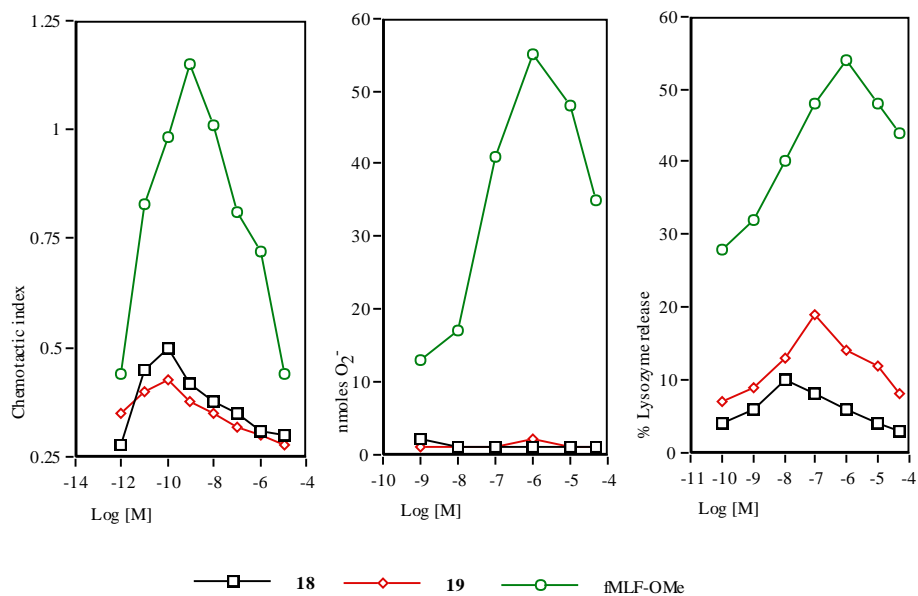 Chemotactic index
1.25
1
0.75
0.5
0.25
-14 -12 -10 -8 -6 -4
Log [M]
nmoles O2-
70
60
50
40
30
20
10
0
-10 -9 -8 -7 -6 -5 -4
Log [M]
% Lysozyme release
60
50
40
30
20
10
0
-11 -10 -9 -8 -7 -6 -5 -4
Log [M]
18 19 fMLF-OMe